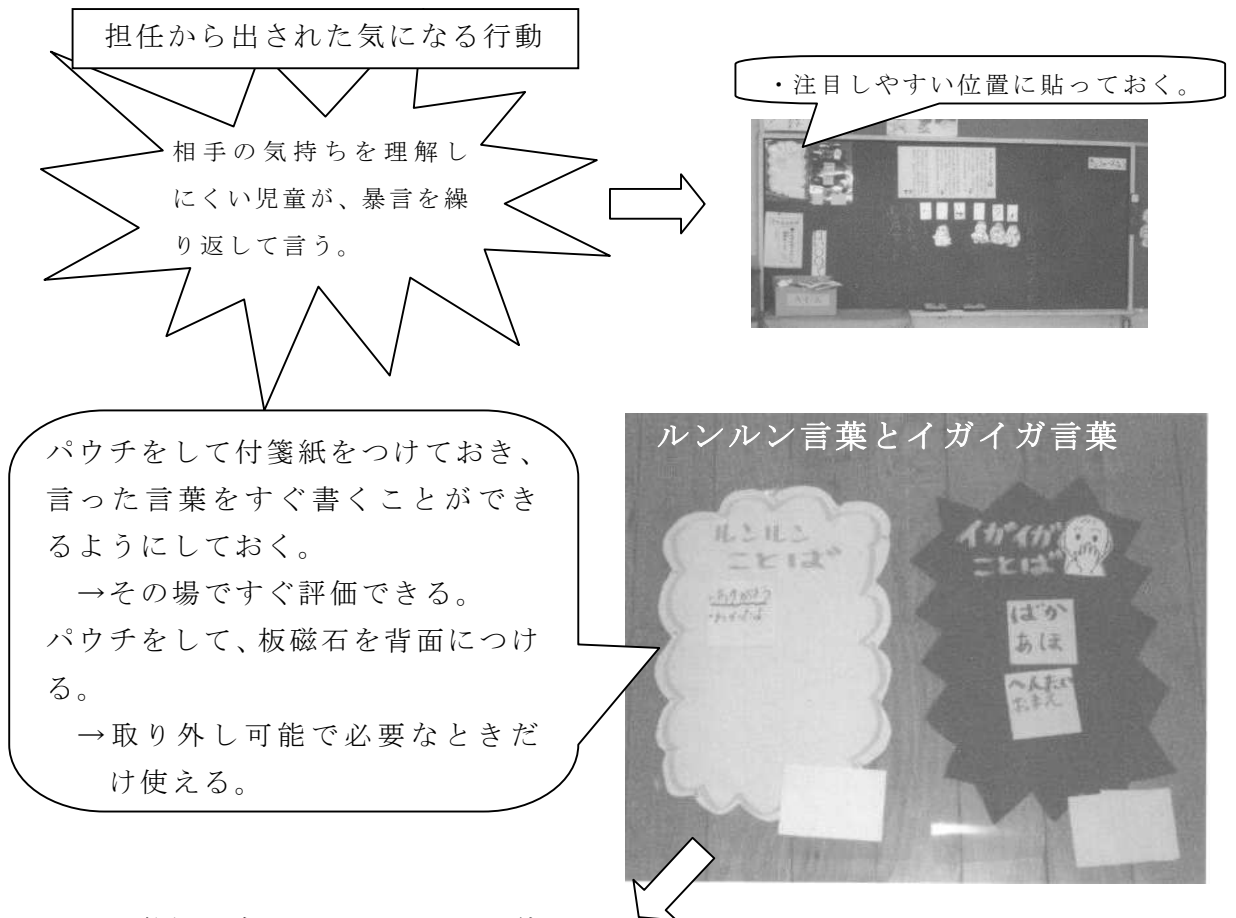 担任から出された気になる行動
相手の気持ちを理解し
にくい児童が、暴言を繰
り返して言う。
・注目しやすい位置に貼っておく。
パウチをして付箋紙をつけておき、
言った言葉をすぐ書くことができ
るようにしておく。
→その場ですぐ評価できる。
パウチをして、板磁石を背面につけ
る。
→取り外し可能で必要なときだ
け使える。
ルンルン言葉とイガイガ言葉
ルンルン
ことば
イガイガ
ことば
ばか
あほ
おまえ